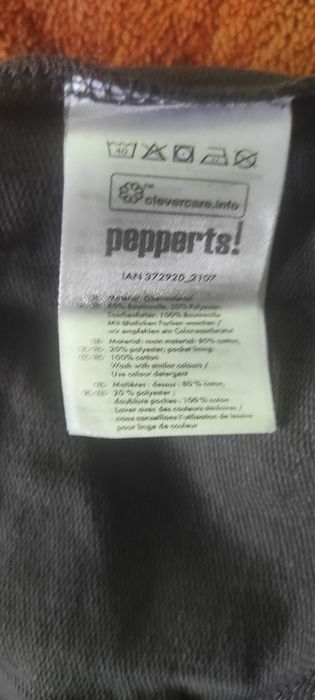 40
clevercare.info
pepperts!
IAN 372926_2107
Material: Obermaterial:
80% Baumwolle, 20% Polyester
Taschenfutter: 100% Baumwolle
Mit ähnlichen Farben waschen /
wir empfehlen ein Colorwaschmittel
Material: main material: 80% cotton,
20% polyester; pocket lining:
100% cotton
Wash with similar colours /
Use colour detergent
Matières: dessus: 80 % coton,
20 % polyester;
doublure poches: 100 % coton
Laver avec des couleurs similaires /
nous conseillons l'utilisation de lessive
pour linge de couleur